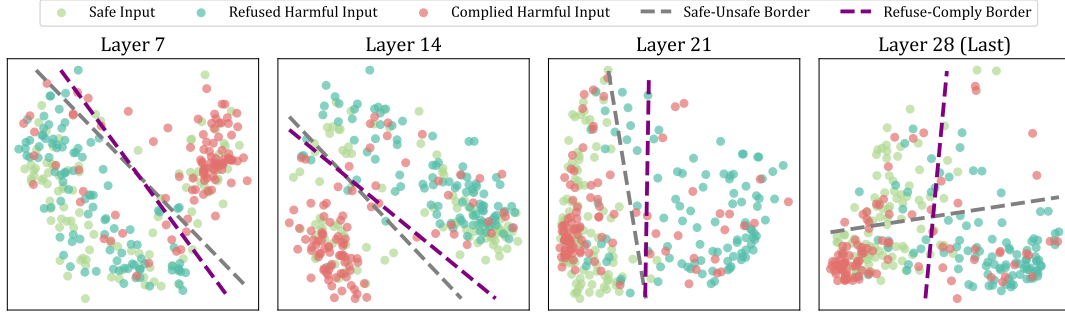 Safe Input Refused Harmful Input Complied Harmful Input Safe-Unsafe Border Refuse-Comply Border
Layer 7 Layer 14 Layer 21 Layer 28 (Last)